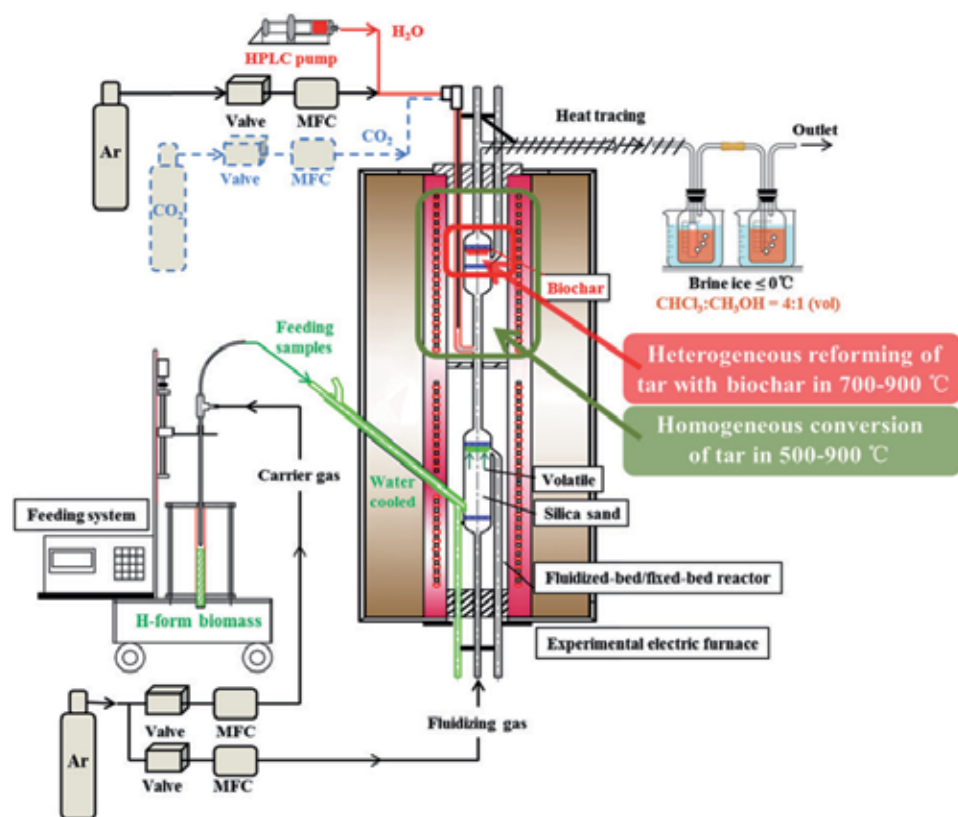 H₂O
HPLC pump
Valve
MFC
Ar
CO₂
Valve
MFC
CO₂
Heat tracing
Outlet
Brine ice ≤ 0℃
CHCl₃:CH₃OH = 4:1 (vol)
Biochar
Heterogeneous reforming of
tar with biochar in 700-900 ℃
Homogeneous conversion
of tar in 500-900 ℃
Feeding
samples
Carrier gas
Water
cooled
Volatile
Silica sand
Feeding system
Fluidized-bed/fixed-bed reactor
H-form biomass
Experimental electric furnace
Valve
MFC
Fluidizing gas
Ar
Valve
MFC